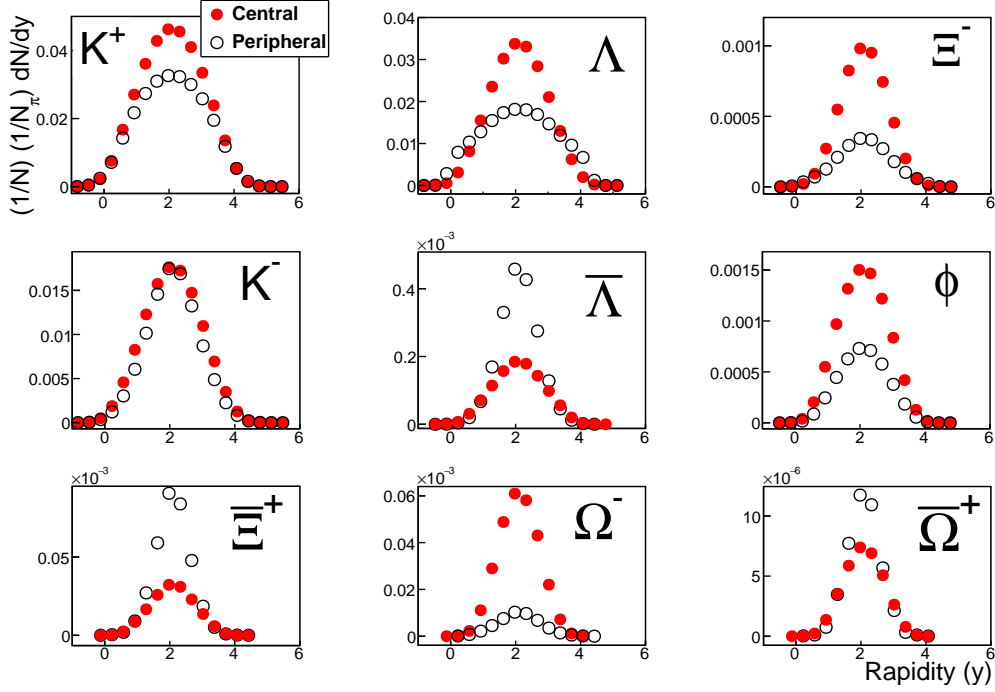 (1/N) (1/N_π) dN/dy
Central
Peripheral
K⁺
0.04
0.02
0
0 2 4 6
Λ
0.04
0.03
0.02
0.01
0
0 2 4 6
Ξ⁻
0.001
0.0005
0
0 2 4 6
K⁻
0.015
0.01
0.005
0
0 2 4 6
×10⁻³
Λ̅
0.4
0.2
0
0 2 4 6
ϕ
0.0015
0.001
0.0005
0
0 2 4 6
×10⁻³
Ξ̅⁺
0.05
0
0 2 4 6
×10⁻³
Ω⁻
0.06
0.04
0.02
0
0 2 4 6
×10⁻⁶
Ω̅⁺
10
5
0
0 2 4 6
Rapidity (y)